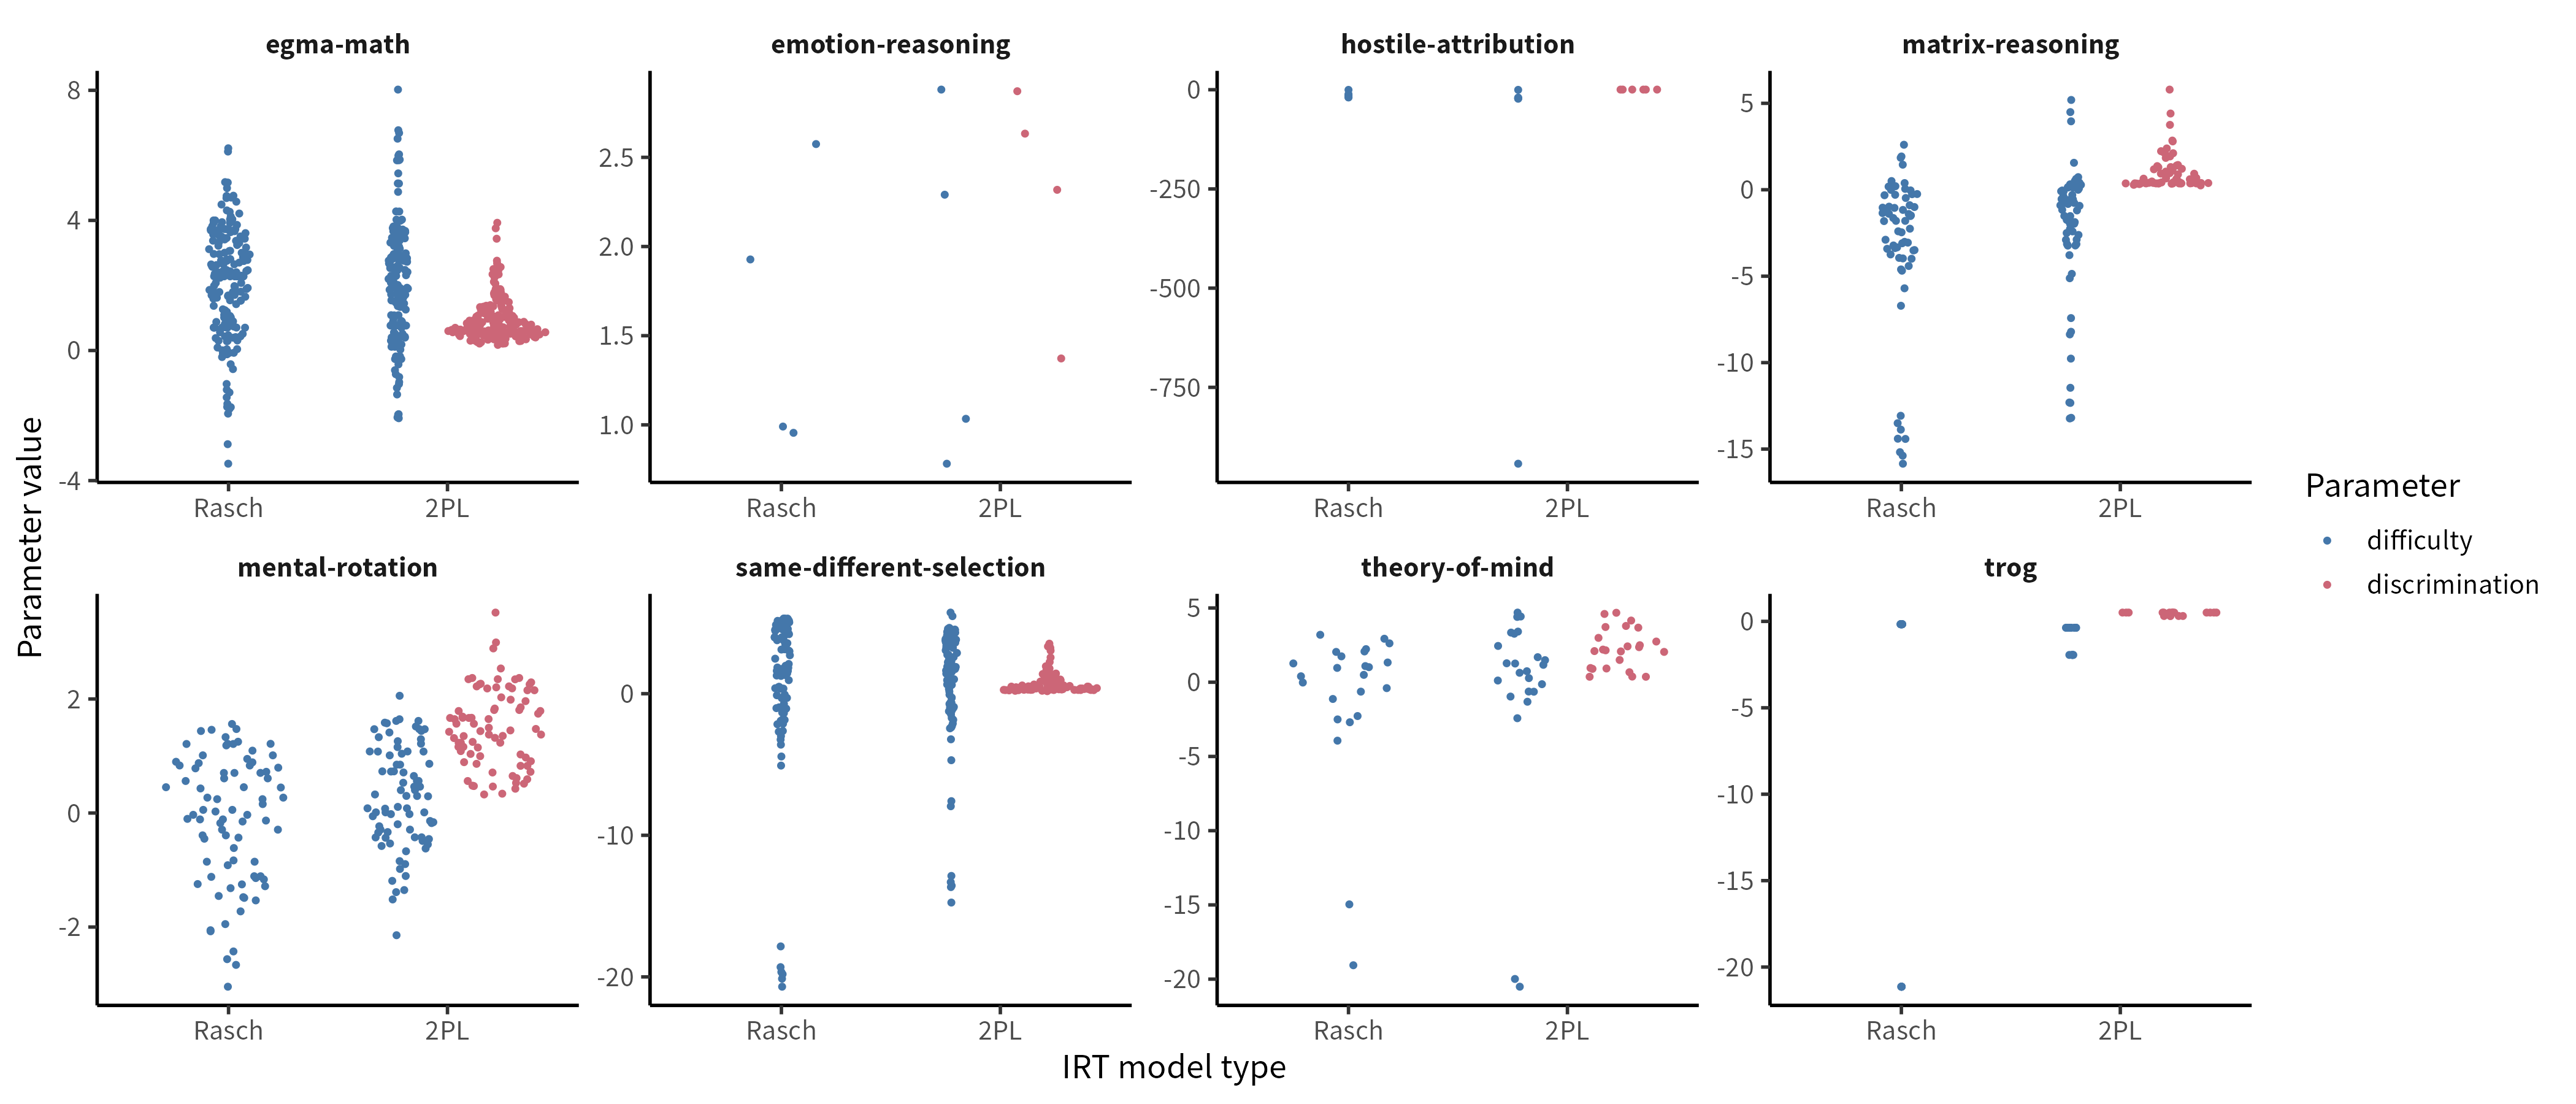 egma-math
emotion-reasoning
hostile-attribution
matrix-reasoning
8
4
0
-4
2.5
2.0
1.5
1.0
0
-250
-500
-750
5
0
-5
-10
-15
Rasch
2PL
Rasch
2PL
Rasch
2PL
Rasch
2PL
Parameter value
Parameter
difficulty
discrimination
mental-rotation
same-different-selection
theory-of-mind
trog
2
0
-2
0
-10
-20
5
0
-5
-10
-15
-20
0
-5
-10
-15
-20
Rasch
2PL
Rasch
2PL
Rasch
2PL
Rasch
2PL
IRT model type